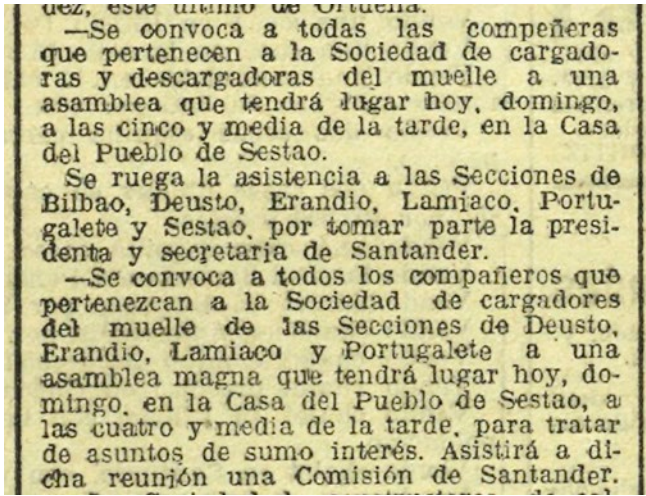 dez, este último de Ortuella.
—Se convoca a todas las compeñeras
que pertenecen a la Sociedad de cargado-
ras y descargadoras del muelle a una
asamblea que tendrá lugar hoy, domingo,
a las cinco y media de la tarde, en la Casa
del Pueblo de Sestao.
Se ruega la asistencia a las Secciones de
Bilbao, Deusto, Erandio, Lamiaco, Portu-
galete y Sestao, por tomar parte la presi-
denta y secretaria de Santander.
—Se convoca a todos los compañeros que
pertenezcan a la Sociedad de cargadores
del muelle de las Secciones de Deusto,
Erandio, Lamiaco y Portugalete a una
asamblea magna que tendrá lugar hoy, do-
mingo, en la Casa del Pueblo de Sestao, a
las cuatro y media de la tarde, para tratar
de asuntos de sumo interés. Asistirá a di-
cha reunión una Comisión de Santander.